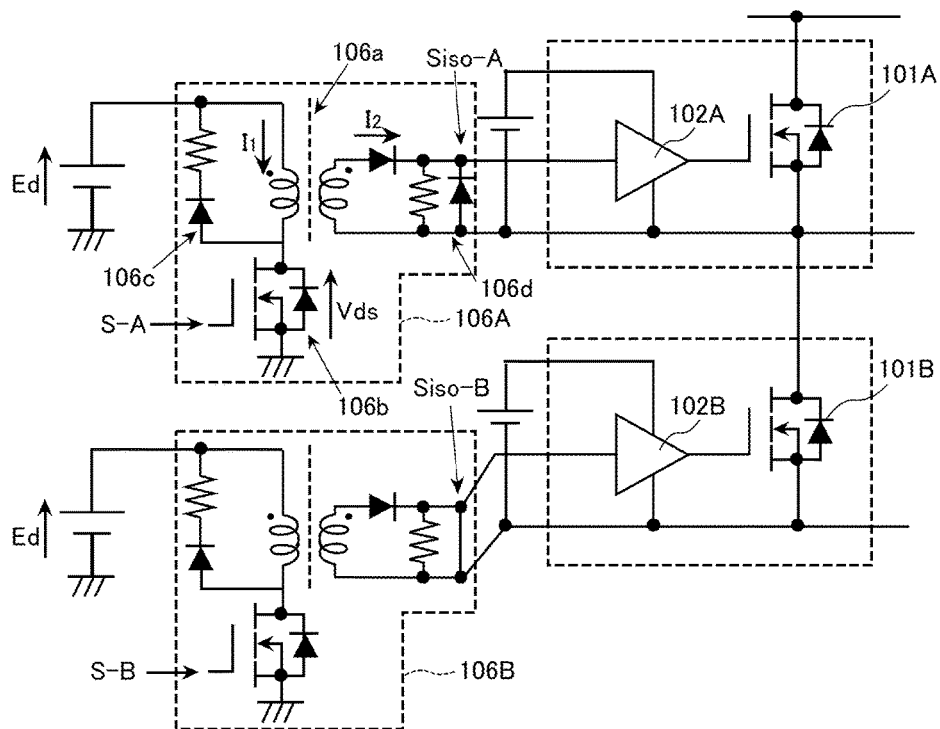 106a
Siso-A
101A
I1
I2
102A
Ed
106c
106d
S-A
Vds
106A
106b
Siso-B
101B
102B
Ed
S-B
106B